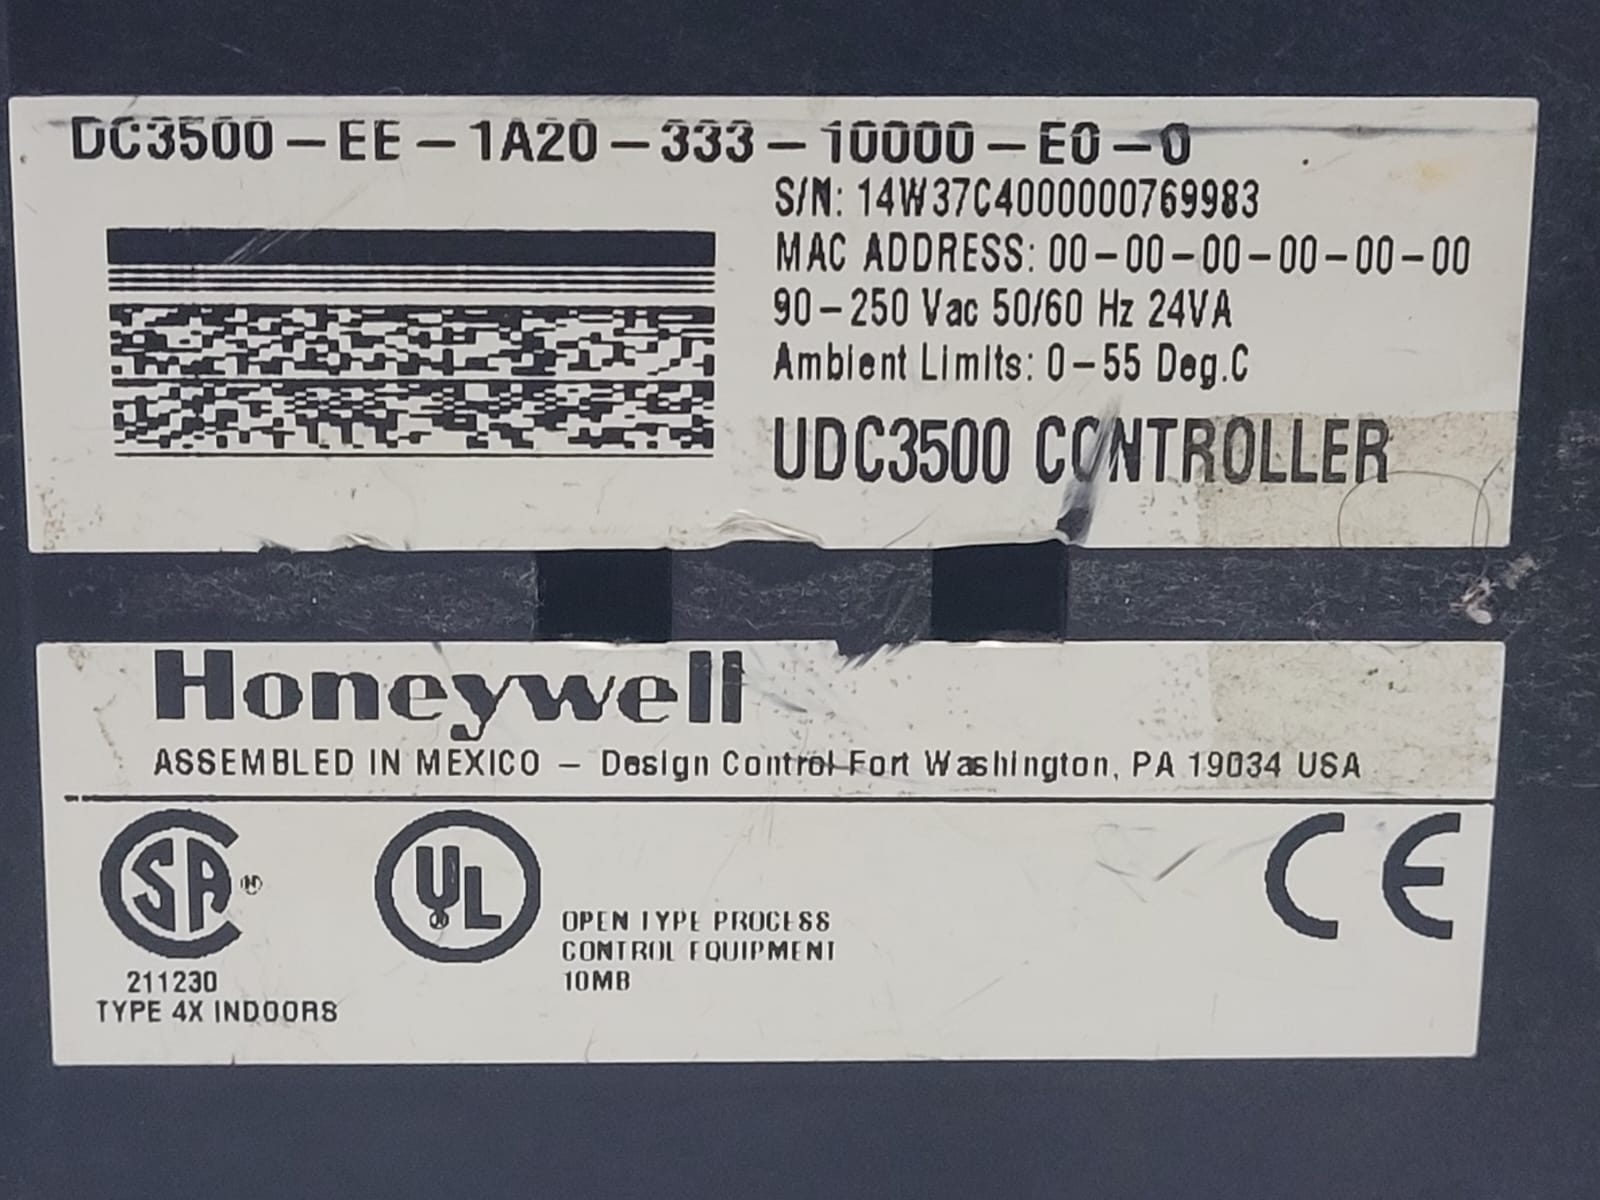 DC3500-EE-1A20-333-10000-E0-0
S/N: 14W37C4000000769983
MAC ADDRESS: 00-00-00-00-00-00
90-250 Vac 50/60 Hz 24VA
Ambient Limits: 0-55 Deg.C
UDC3500 CONTROLLER
Honeywell
ASSEMBLED IN MEXICO - Design Control Fort Washington, PA 19034 USA
SA
UL
CE
OPEN TYPE PROCESS
CONTROL EQUIPMENT
10MB
211230
TYPE 4X INDOORS